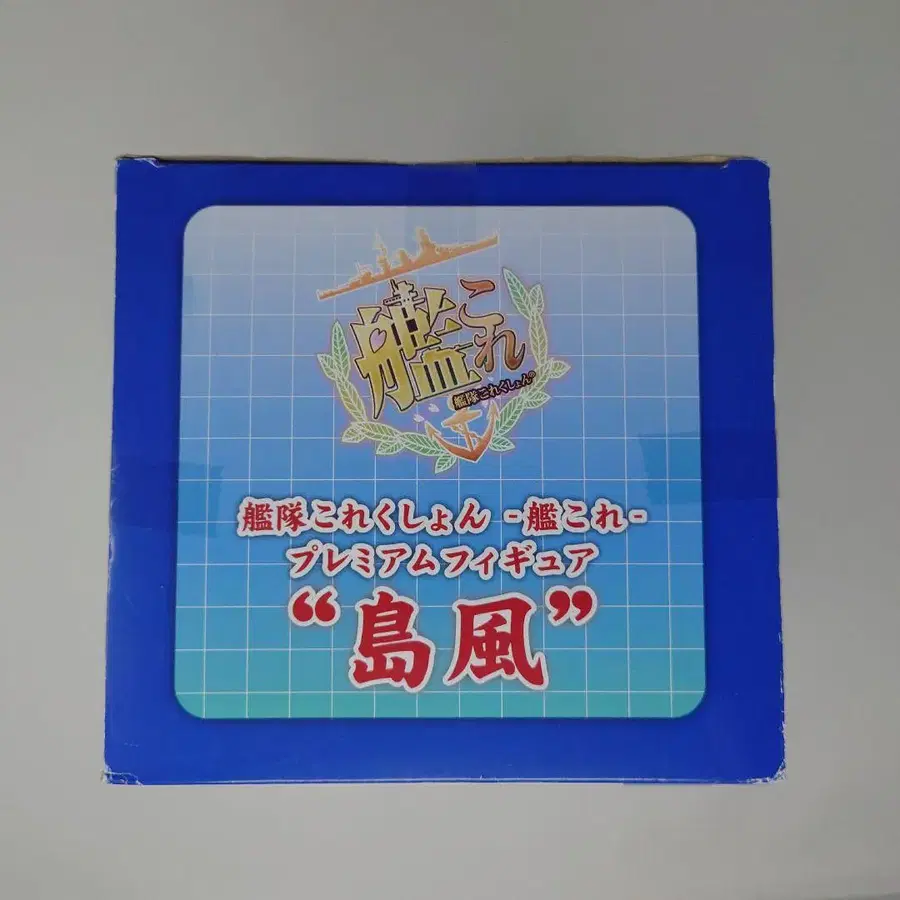 艦これ
艦隊これくしょん
艦隊これくしょん -艦これ-
プレミアムフィギュア
“島風”